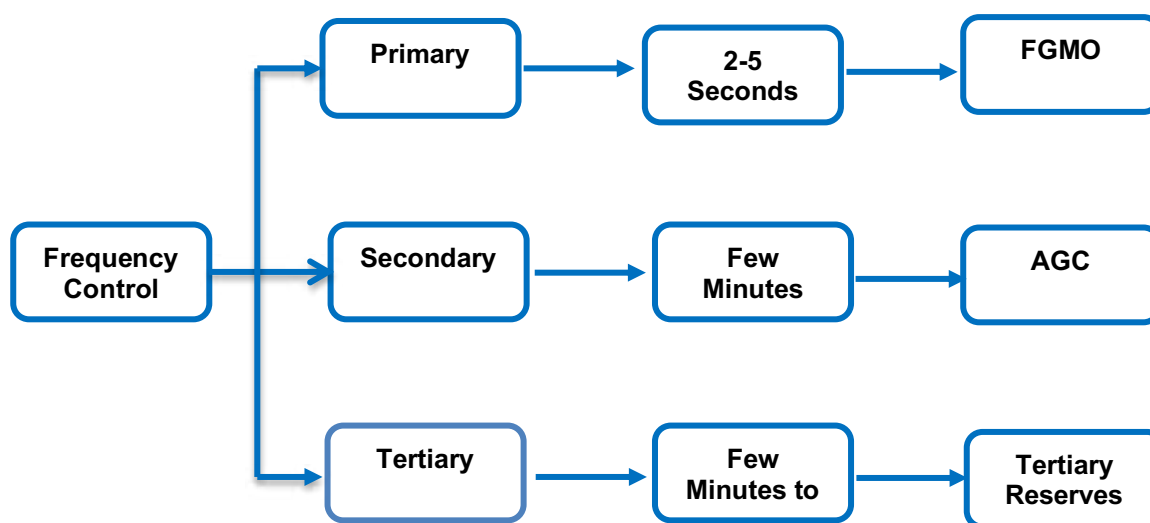 Primary
2-5
Seconds
FGMO
Frequency
Control
Secondary
Few
Minutes
AGC
Tertiary
Few
Minutes to
Tertiary
Reserves